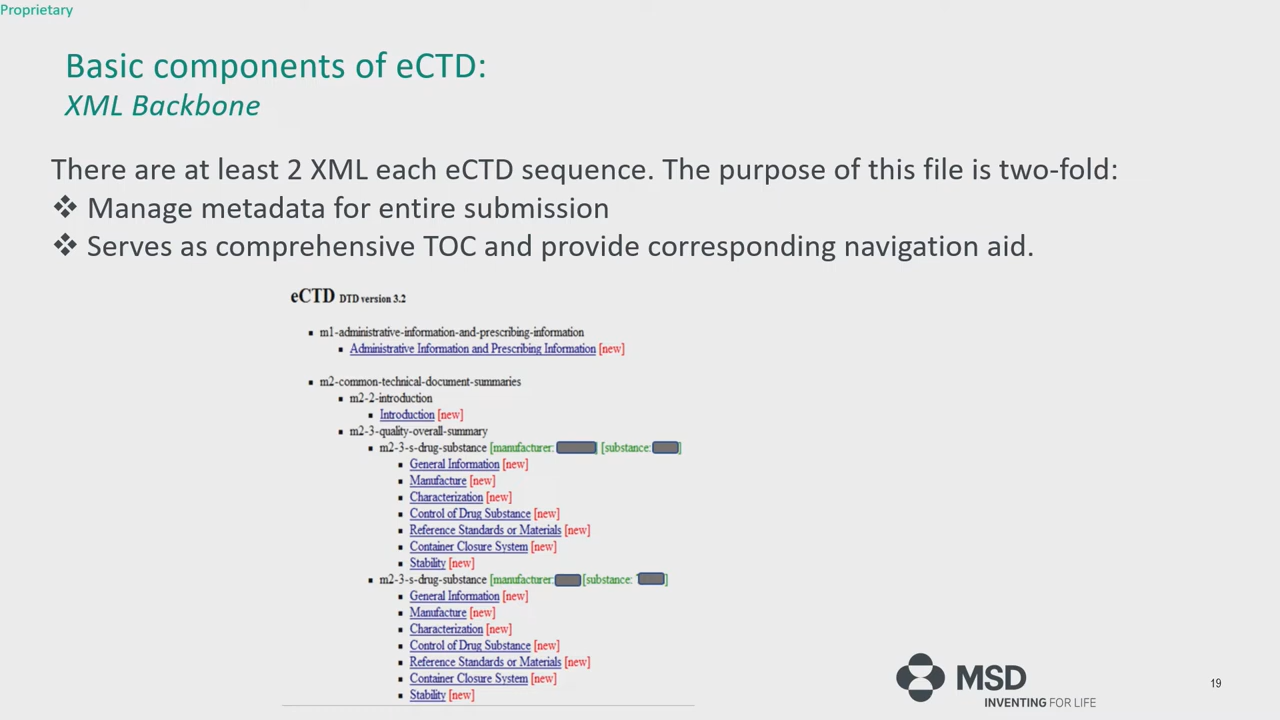 Proprietary
Basic components of eCTD:
XML Backbone
There are at least 2 XML each eCTD sequence. The purpose of this file is two-fold:
❖ Manage metadata for entire submission
❖ Serves as comprehensive TOC and provide corresponding navigation aid.
eCTD DTD version 3.2
▪ m1-administrative-information-and-prescribing-information
▪ Administrative Information and Prescribing Information [new]
▪ m2-common-technical-document-summaries
▪ m2-2-introduction
▪ Introduction [new]
▪ m2-3-quality-overall-summary
▪ m2-3-s-drug-substance [manufacturer: ] [substance: ]
▪ General Information [new]
▪ Manufacture [new]
▪ Characterization [new]
▪ Control of Drug Substance [new]
▪ Reference Standards or Materials [new]
▪ Container Closure System [new]
▪ Stability [new]
▪ m2-3-s-drug-substance [manufacturer: [substance: ]
▪ General Information [new]
▪ Manufacture [new]
▪ Characterization [new]
▪ Control of Drug Substance [new]
▪ Reference Standards or Materials [new]
▪ Container Closure System [new]
▪ Stability [new]
MSD
INVENTING FOR LIFE
19